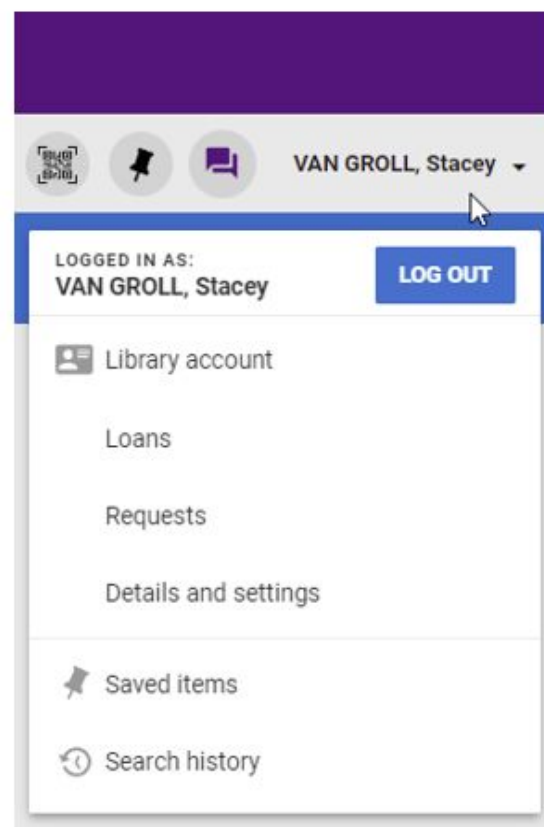 VAN GROLL, Stacey
LOGGED IN AS:
VAN GROLL, Stacey
LOG OUT
Library account
Loans
Requests
Details and settings
Saved items
Search history